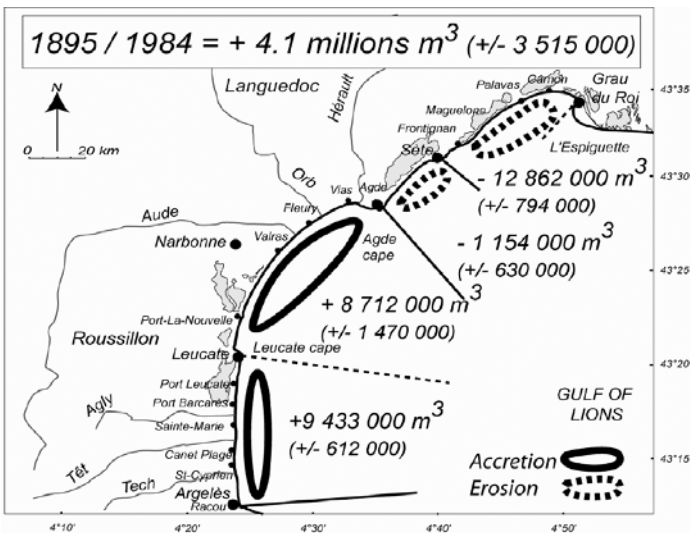 1895 / 1984 = + 4.1 millions m³ (+/- 3 515 000)
N
0 20 km
Languedoc
Hérault
Orb
Aude
Narbonne
Roussillon
Agly
Têt
Tech
Grau
du Roi
Carnon
Palavas
Maguelone
Frontignan
Sète
L'Espiguette
Agde
Vias
Fleury
Valras
Agde
cape
Port-La-Nouvelle
Leucate
Leucate cape
Port Leucate
Port Barcarès
Sainte-Marie
Canet Plage
St-Cyprien
Argelès
Racou
- 12 862 000 m³
(+/- 794 000)
- 1 154 000 m³
(+/- 630 000)
+ 8 712 000 m³
(+/- 1 470 000)
+9 433 000 m³
(+/- 612 000)
GULF OF
LIONS
Accretion
Erosion
43°35'
43°30'
43°25'
43°20'
43°15'
4°10' 4°20' 4°30' 4°40' 4°50'